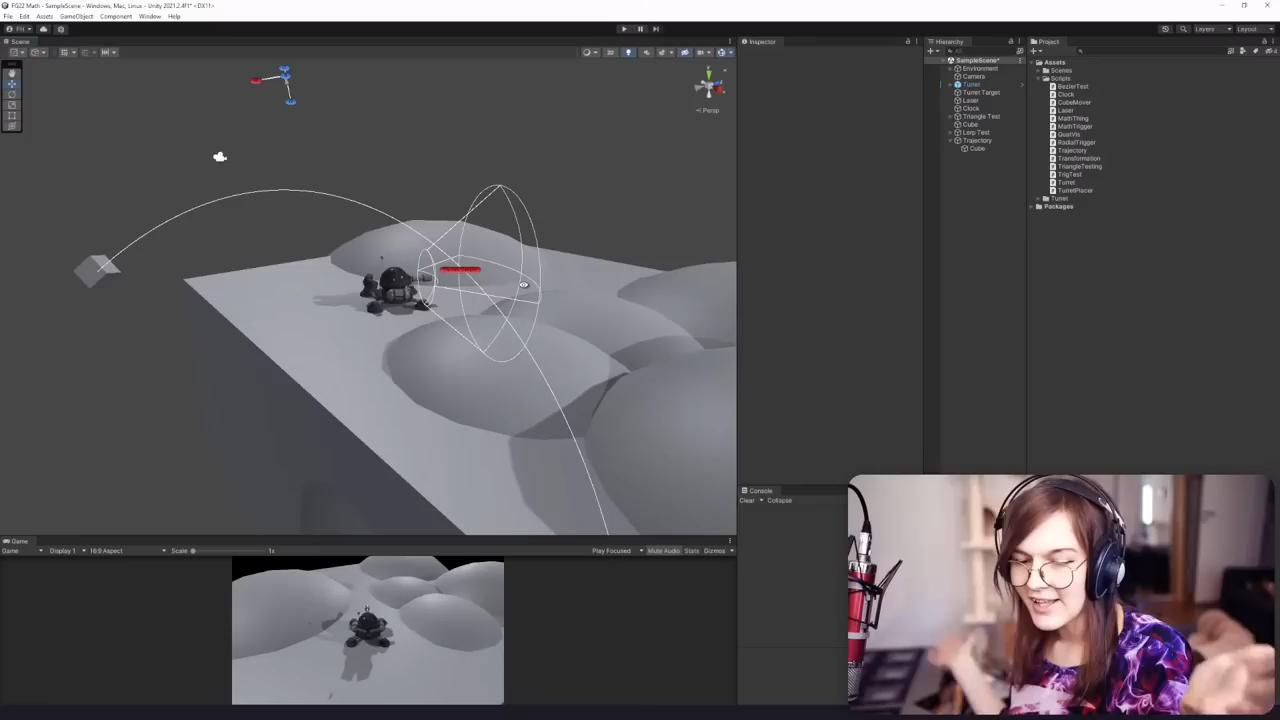 FG22 Math - SampleScene - Windows, Mac, Linux - Unity 2021.2.4f1* <DX11>
File Edit Assets GameObject Component Window Help
FH Layers Layout
Scene
Persp
Inspector
Hierarchy
All
SampleScene*
Environment
Camera
Turret
Turret Target
Laser
Clock
Triangle Test
Cube
Lerp Test
Trajectory
Cube
Project
Assets
Scenes
Scripts
BezierTest
Clock
CubeMover
Laser
MathThing
MathTrigger
QuatVis
RadialTrigger
Trajectory
Transformation
TriangleTesting
TrigTest
Turret
TurretPlacer
Turret
Packages
Console
Clear Collapse
Game
Game Display 1 16:9 Aspect Scale 1x Play Focused Mute Audio Stats Gizmos